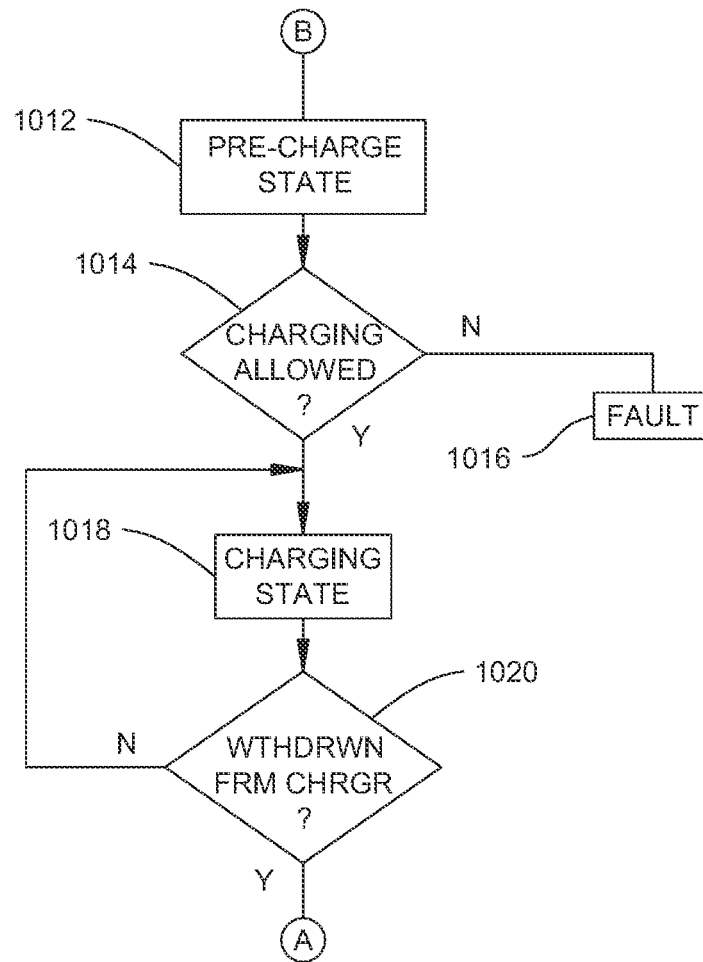 B
1012
PRE-CHARGE
STATE
1014
CHARGING
ALLOWED
?
N
Y
FAULT
1016
1018
CHARGING
STATE
1020
N
WTHDRWN
FRM CHRGR
?
Y
A